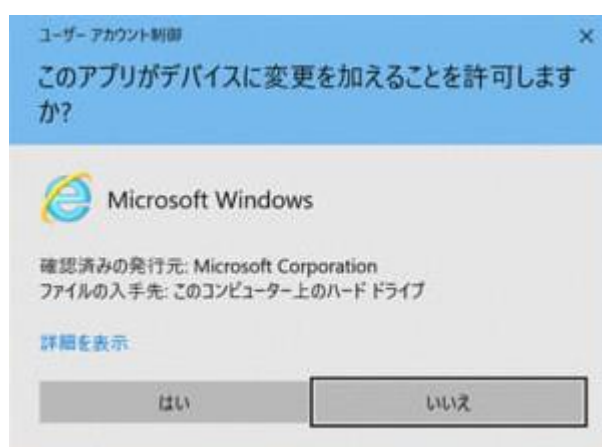 ユーザー アカウント制御
このアプリがデバイスに変更を加えることを許可します
か?
Microsoft Windows
確認済みの発行元: Microsoft Corporation
ファイルの入手先: このコンピューター上のハード ドライブ
詳細を表示
はい
いいえ